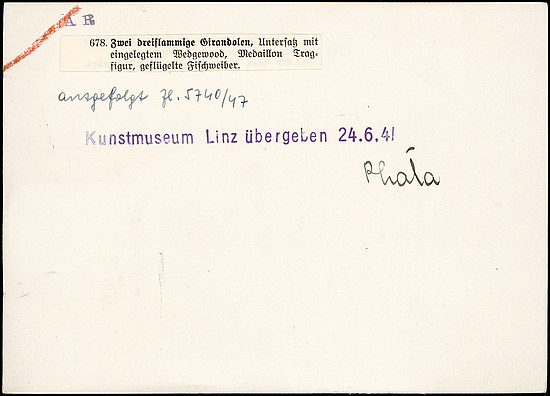 AR
678. Zwei dreiflammige Girandolen, Untersatz mit
eingelegtem Wedgewood, Medaillon Trag-
figur, geflügelte Fischweiber.
ausgefolgt Zl. 5740/47
Kunstmuseum Linz übergeben 24.6.41